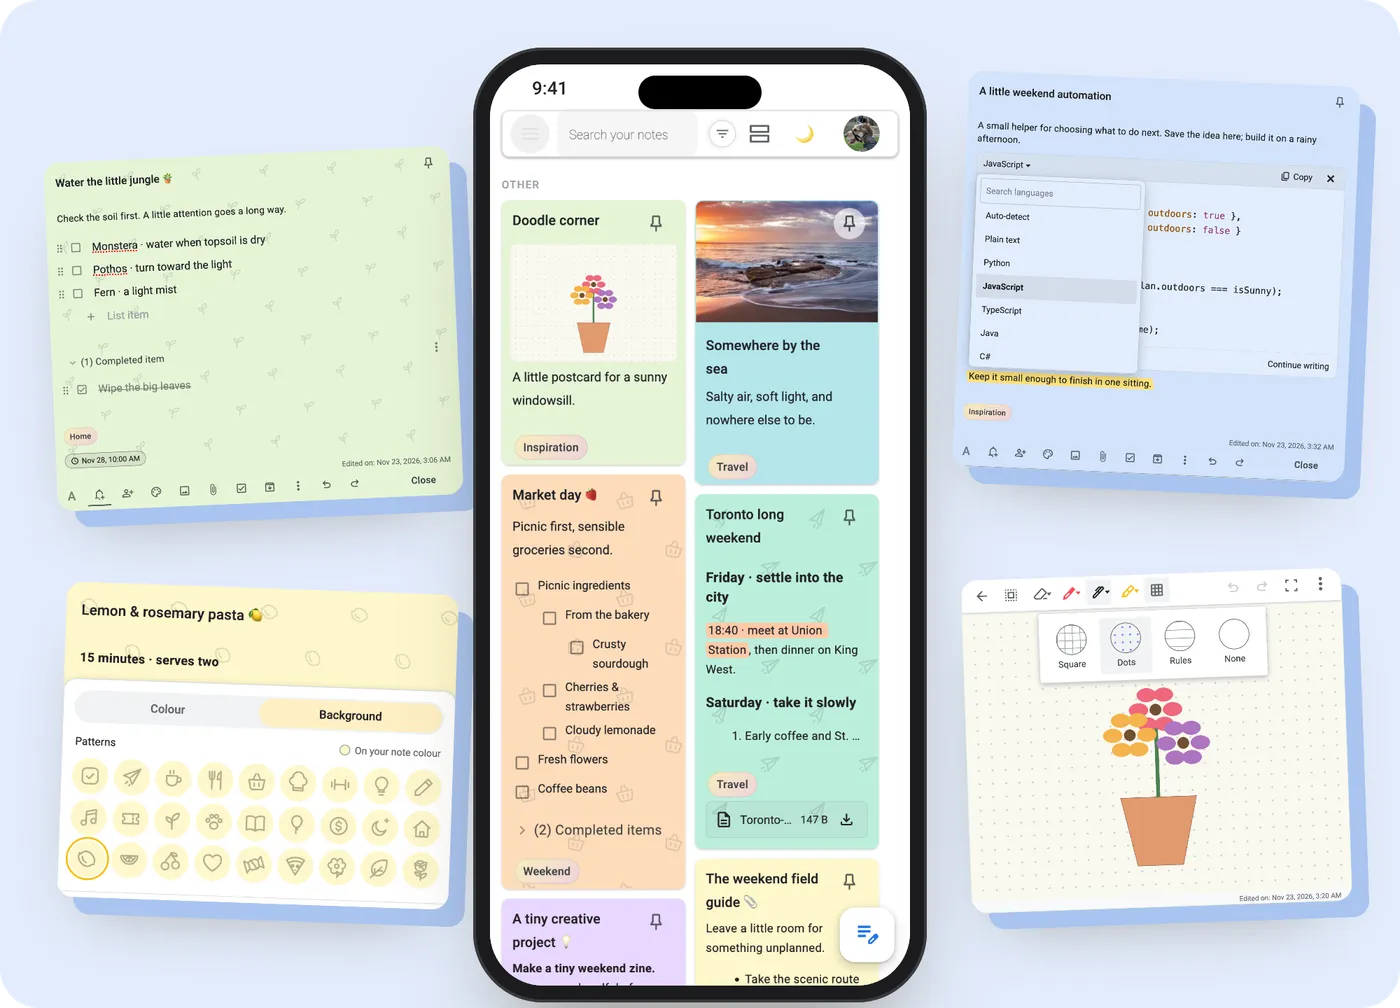 Water the little jungle 🪴
Check the soil first. A little attention goes a long way.
Monstera · water when topsoil is dry
Pothos · turn toward the light
Fern · a light mist
+ List item
(1) Completed item
Wipe the big leaves
Home
Nov 28, 10:00 AM
Edited on: Nov 23, 2026, 3:06 AM
A
Close
Lemon & rosemary pasta 🍋
15 minutes · serves two
Colour
Background
Patterns
On your note colour
9:41
Search your notes
OTHER
Doodle corner
A little postcard for a sunny
windowsill.
Inspiration
Market day 🍓
Picnic first, sensible
groceries second.
Picnic ingredients
From the bakery
Crusty
sourdough
Cherries &
strawberries
Cloudy lemonade
Fresh flowers
Coffee beans
(2) Completed items
Weekend
A tiny creative
project 💡
Make a tiny weekend zine.
Somewhere by the
sea
Salty air, soft light, and
nowhere else to be.
Travel
Toronto long
weekend
Friday · settle into the
city
18:40 · meet at Union
Station, then dinner on King
West.
Saturday · take it slowly
1. Early coffee and St. ...
Travel
Toronto-... 147 B
The weekend field
guide 📎
Leave a little room for
something unplanned.
• Take the scenic route
A little weekend automation
A small helper for choosing what to do next. Save the idea here; build it on a rainy
afternoon.
JavaScript
Copy
Search languages
Auto-detect
Plain text
Python
JavaScript
TypeScript
Java
C#
outdoors: true },
outdoors: false }
lan.outdoors === isSunny);
me);
Continue writing
Keep it small enough to finish in one sitting.
Inspiration
Edited on: Nov 23, 2026, 3:32 AM
A
Close
Square
Dots
Rules
None
Edited on: Nov 23, 2026, 3:20 AM